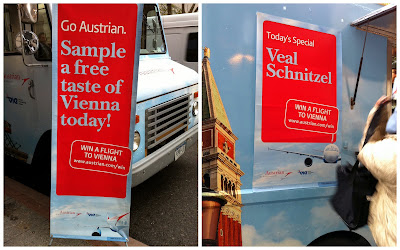 Go Austrian.
Sample
a free
taste of
Vienna
today!
WIN A FLIGHT
TO VIENNA
www.austrian.com/win
Today's Special
Veal
Schnitzel
WIN A FLIGHT
TO VIENNA
www.austrian.com/win